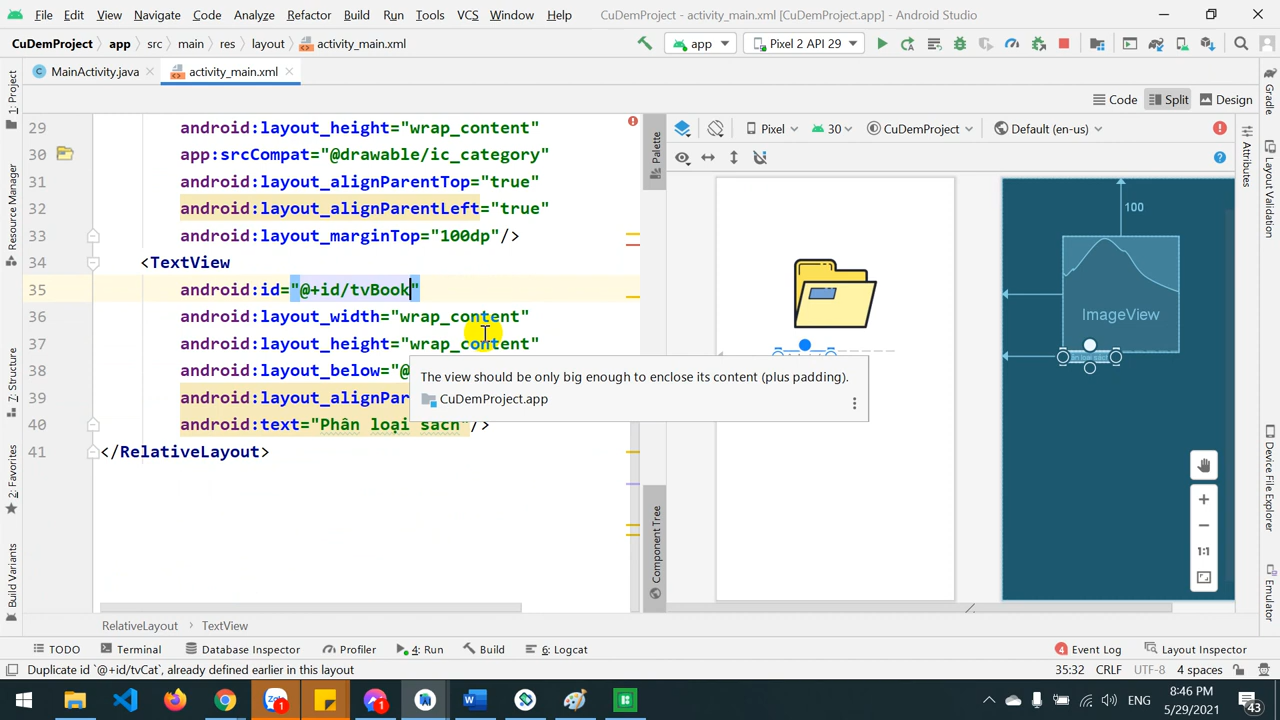 File Edit View Navigate Code Analyze Refactor Build Run Tools VCS Window Help CuDemProject - activity_main.xml [CuDemProject.app] - Android Studio
CuDemProject app src main res layout activity_main.xml app Pixel 2 API 29
MainActivity.java activity_main.xml
Code Split Design
29 android:layout_height="wrap_content"
30 app:srcCompat="@drawable/ic_category"
31 android:layout_alignParentTop="true"
32 android:layout_alignParentLeft="true"
33 android:layout_marginTop="100dp"/>
34 <TextView
35 android:id="@+id/tvBook"
36 android:layout_width="wrap_content"
37 android:layout_height="wrap_content"
38 android:layout_below="@
39 android:layout_alignPar
40 android:text="Phân loại sách"/>
41 </RelativeLayout>
The view should be only big enough to enclose its content (plus padding).
CuDemProject.app
Pixel 30 CuDemProject Default (en-us)
100
ImageView
1:1
1: Project
Resource Manager
7: Structure
2: Favorites
Build Variants
Palette
Component Tree
Attributes
Gradle
Layout Validation
Device File Explorer
Emulator
RelativeLayout TextView
TODO Terminal Database Inspector Profiler 4: Run Build 6: Logcat 4 Event Log Layout Inspector
Duplicate id `@+id/tvCat`, already defined earlier in this layout 35:32 CRLF UTF-8 4 spaces
ENG 8:46 PM
5/29/2021
43